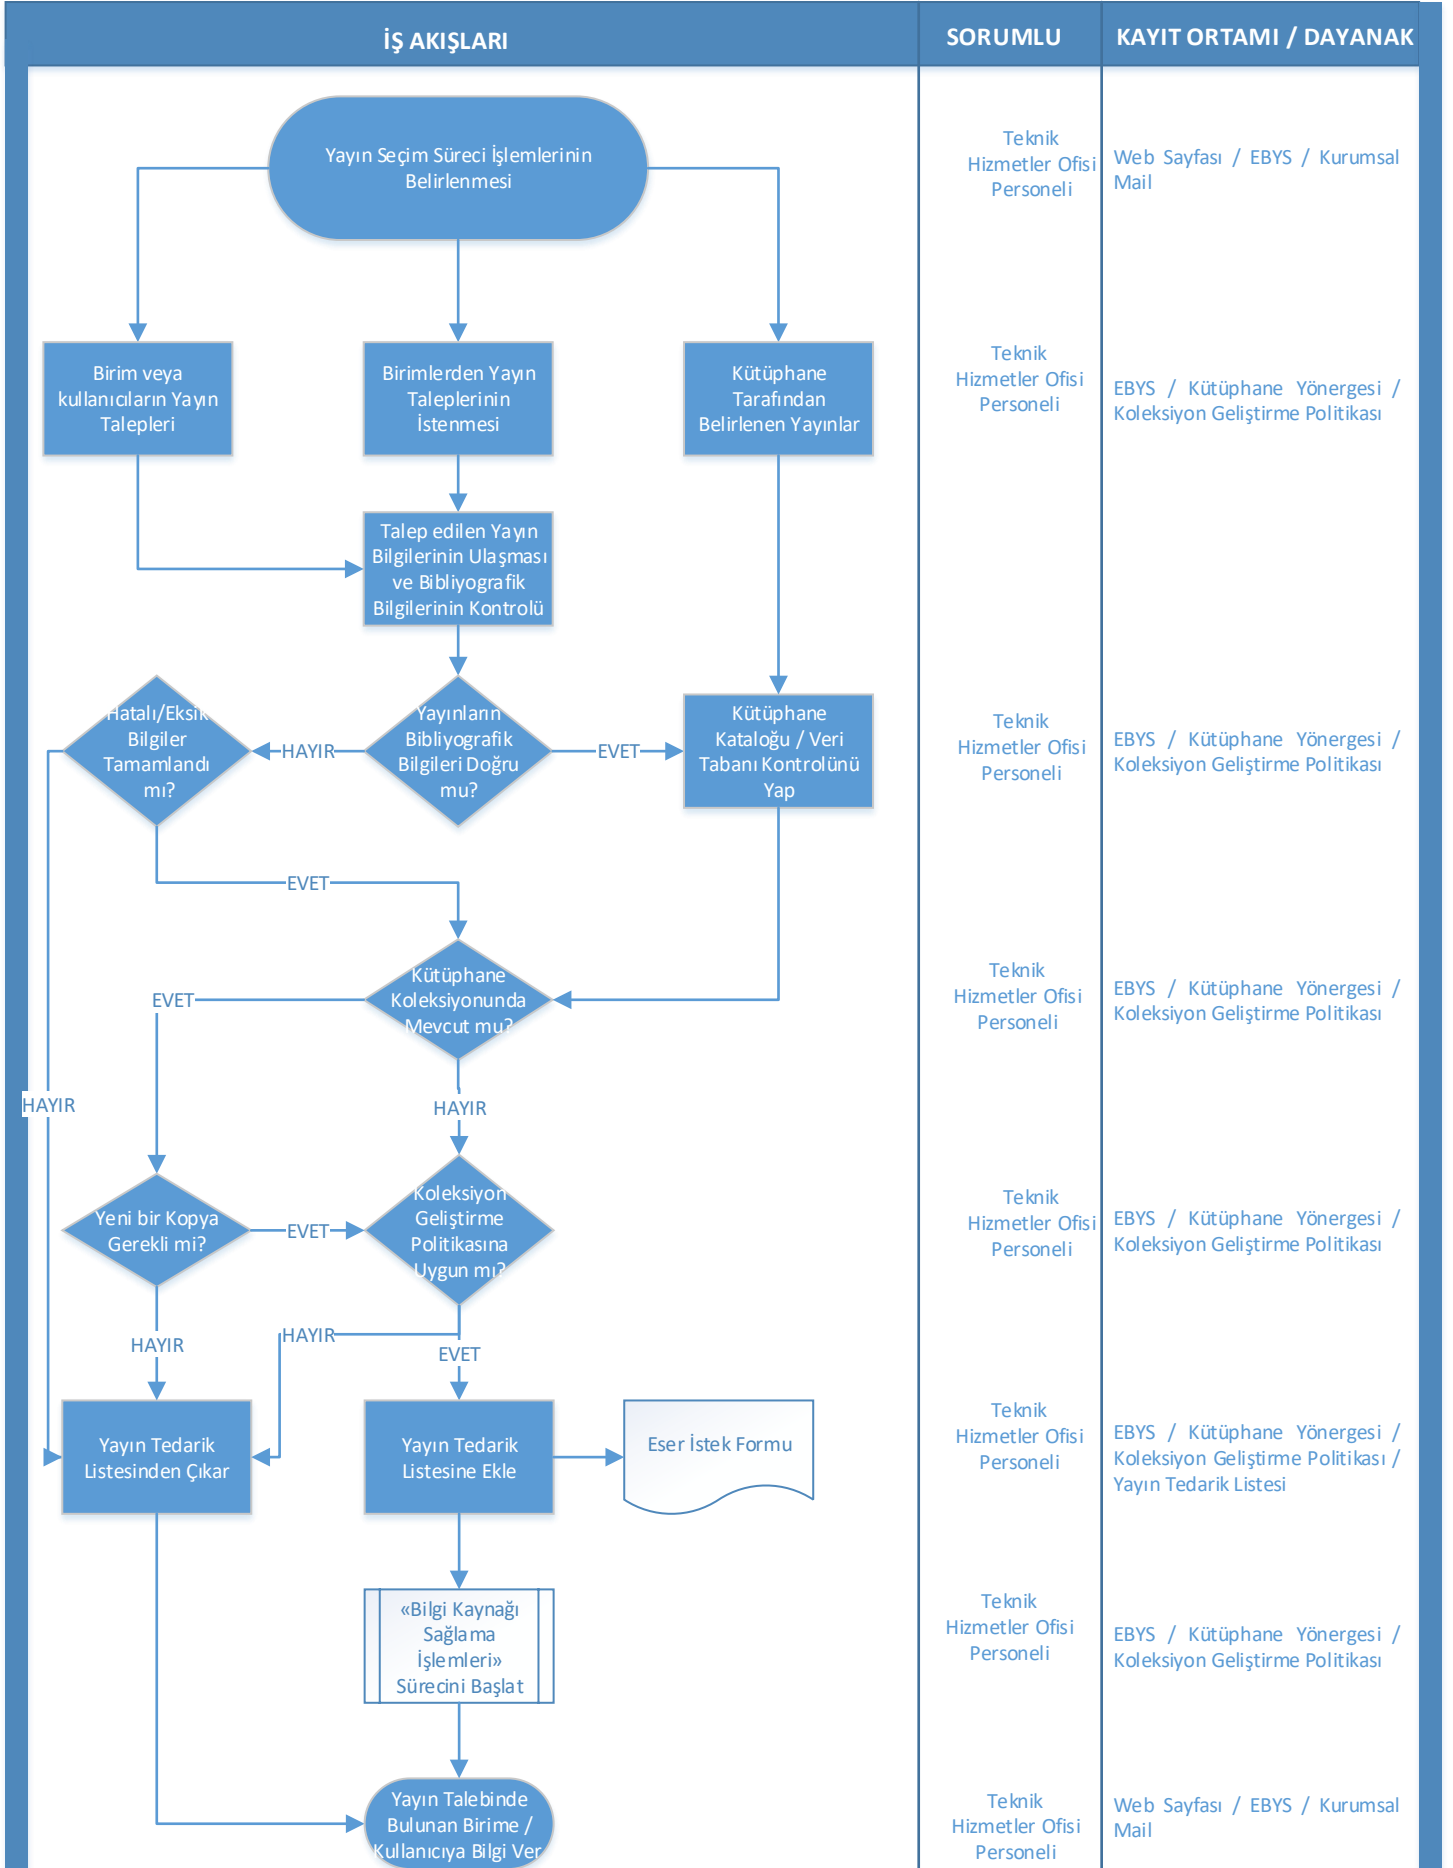 İŞ AKIŞLARI
SORUMLU
KAYIT ORTAMI / DAYANAK
Yayın Seçim Süreci İşlemlerinin
Belirlenmesi
Teknik
Hizmetler Ofisi
Personeli
Web Sayfası / EBYS / Kurumsal
Mail
Birim veya
kullanıcıların Yayın
Talepleri
Birimlerden Yayın
Taleplerinin
İstenmesi
Kütüphane
Tarafından
Belirlenen Yayınlar
Teknik
Hizmetler Ofisi
Personeli
EBYS / Kütüphane Yönergesi /
Koleksiyon Geliştirme Politikası
Talep edilen Yayın
Bilgilerinin Ulaşması
ve Bibliyografik
Bilgilerinin Kontrolü
Hatalı/Eksik
Bilgiler
Tamamlandı
mı?
HAYIR
Yayınların
Bibliyografik
Bilgileri Doğru
mu?
EVET
Kütüphane
Kataloğu / Veri
Tabanı Kontrolünü
Yap
Teknik
Hizmetler Ofisi
Personeli
EBYS / Kütüphane Yönergesi /
Koleksiyon Geliştirme Politikası
EVET
EVET
Kütüphane
Koleksiyonunda
Mevcut mu?
Teknik
Hizmetler Ofisi
Personeli
EBYS / Kütüphane Yönergesi /
Koleksiyon Geliştirme Politikası
HAYIR
HAYIR
Yeni bir Kopya
Gerekli mi?
EVET
Koleksiyon
Geliştirme
Politikasına
Uygun mı?
Teknik
Hizmetler Ofisi
Personeli
EBYS / Kütüphane Yönergesi /
Koleksiyon Geliştirme Politikası
HAYIR
HAYIR
EVET
Yayın Tedarik
Listesinden Çıkar
Yayın Tedarik
Listesine Ekle
Eser İstek Formu
Teknik
Hizmetler Ofisi
Personeli
EBYS / Kütüphane Yönergesi /
Koleksiyon Geliştirme Politikası /
Yayın Tedarik Listesi
«Bilgi Kaynağı
Sağlama
İşlemleri»
Sürecini Başlat
Teknik
Hizmetler Ofisi
Personeli
EBYS / Kütüphane Yönergesi /
Koleksiyon Geliştirme Politikası
Yayın Talebinde
Bulunan Birime /
Kullanıcıya Bilgi Ver
Teknik
Hizmetler Ofisi
Personeli
Web Sayfası / EBYS / Kurumsal
Mail